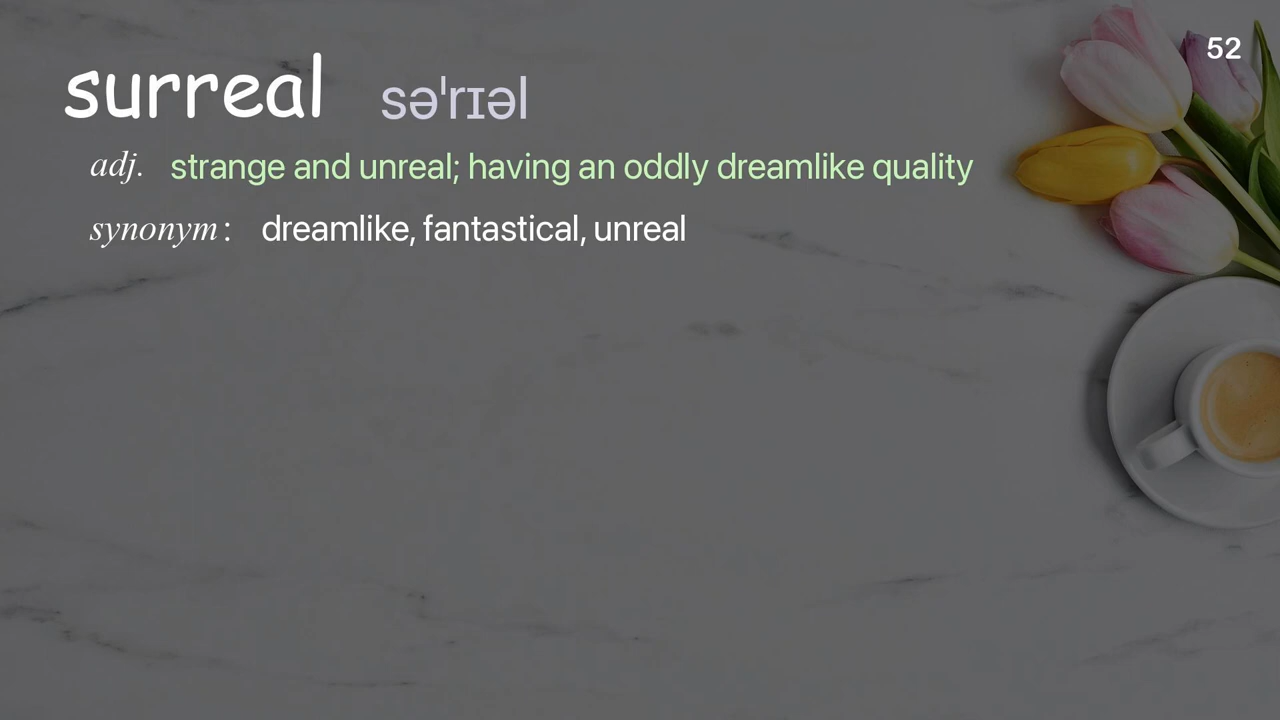 52
surreal səˈrɪəl
adj. strange and unreal; having an oddly dreamlike quality
synonym: dreamlike, fantastical, unreal